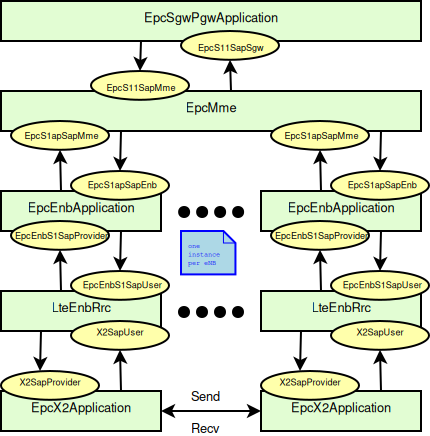 EpcSgwPgwApplication
EpcS11SapSgw
EpcS11SapMme
EpcMme
EpcS1apSapMme
EpcS1apSapMme
EpcS1apSapEnb
EpcS1apSapEnb
EpcEnbApplication
EpcEnbApplication
EpcEnbS1SapProvider
EpcEnbS1SapProvider
one
instance
per eNB
EpcEnbS1SapUser
EpcEnbS1SapUser
LteEnbRrc
LteEnbRrc
X2SapUser
X2SapUser
X2SapProvider
X2SapProvider
Send
EpcX2Application
EpcX2Application
Recv